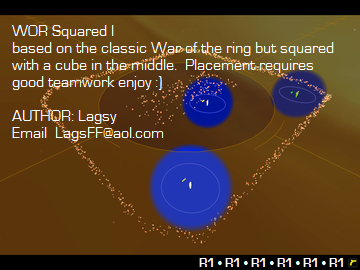 WOR Squared I
based on the classic War of the ring but squared
with a cube in the middle.  Placement requires
good teamwork enjoy :)
AUTHOR: Lagsy
Email  LagsFF@aol.com
R1 • R1 • R1 • R1 • R1 • R1 r